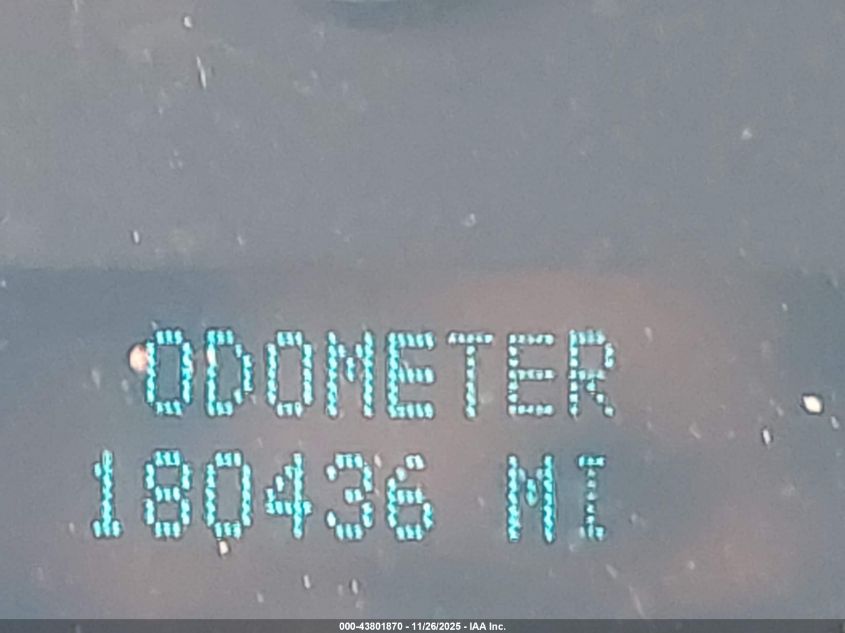 ODOMETER
180436 MI
000-43801870 - 11/26/2025 - IAA Inc.